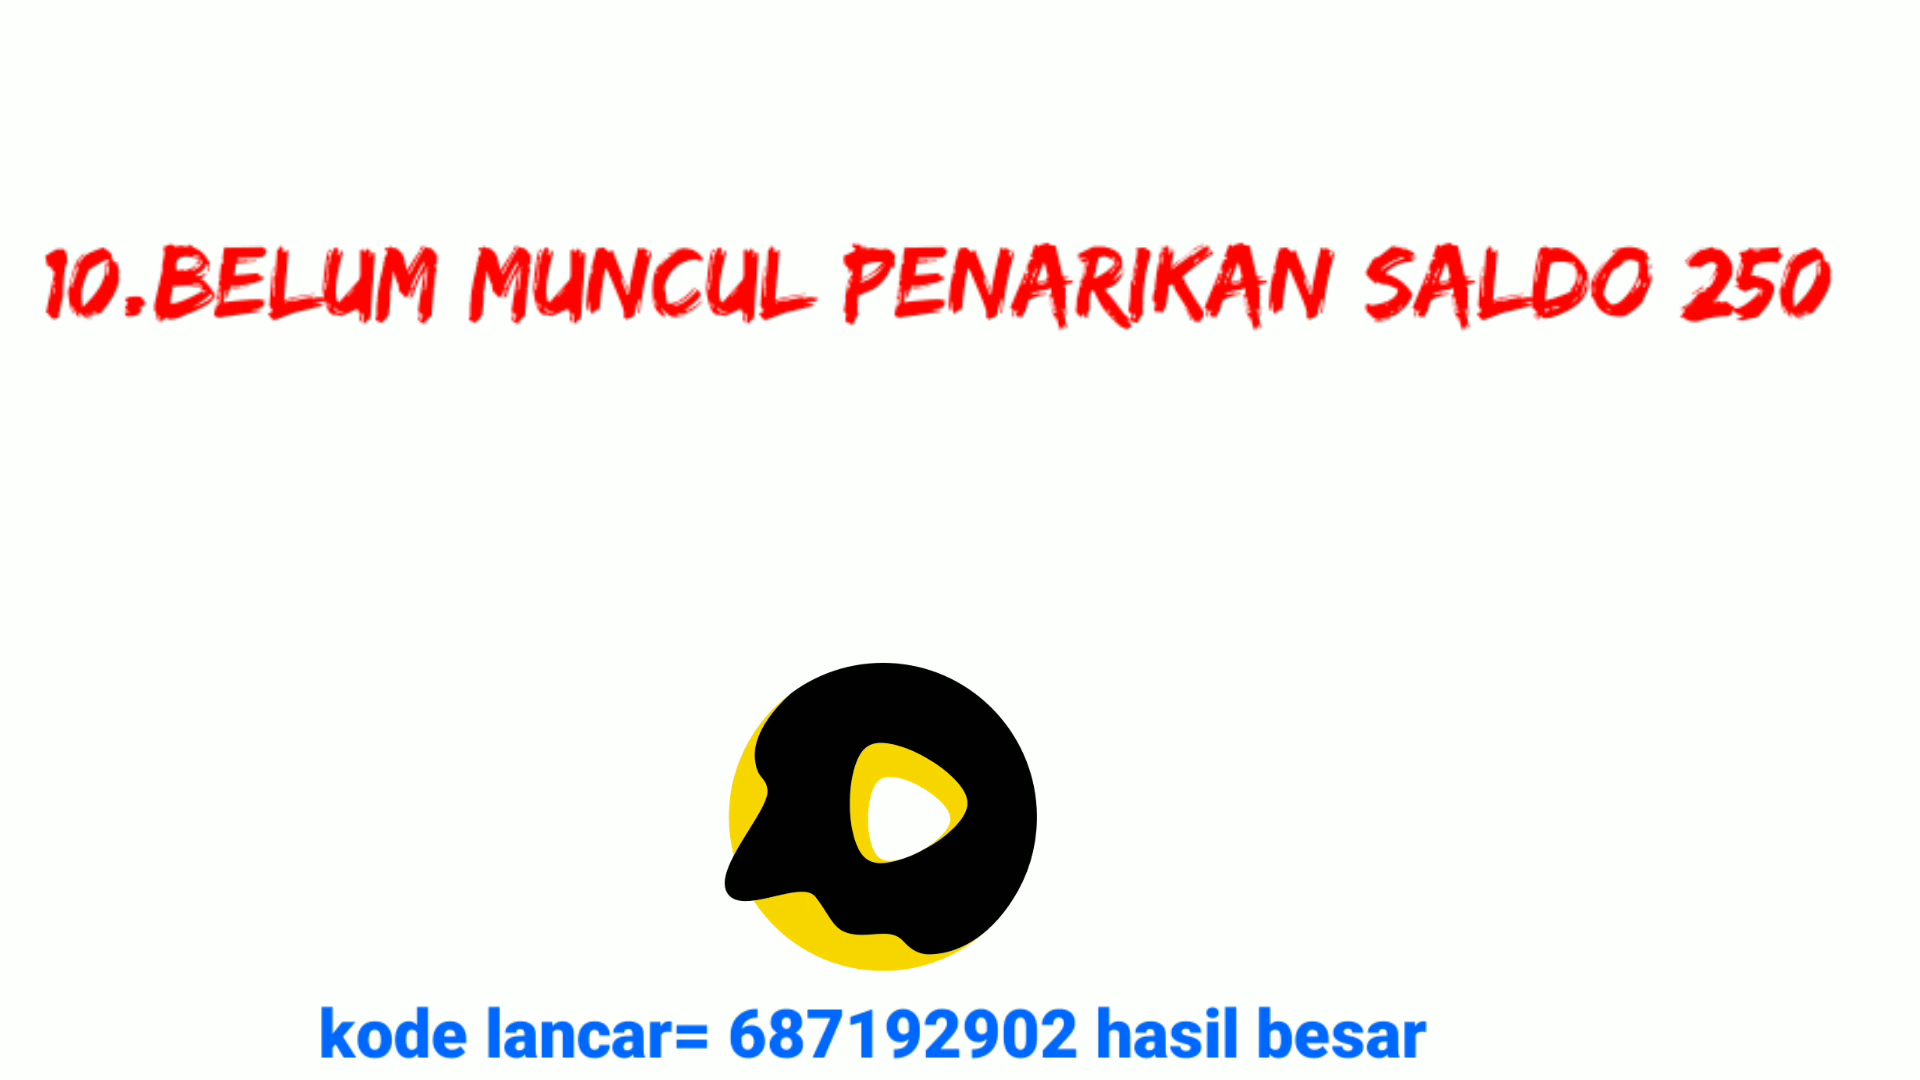 10.BELUM MUNCUL PENARIKAN SALDO 250
kode lancar= 687192902 hasil besar